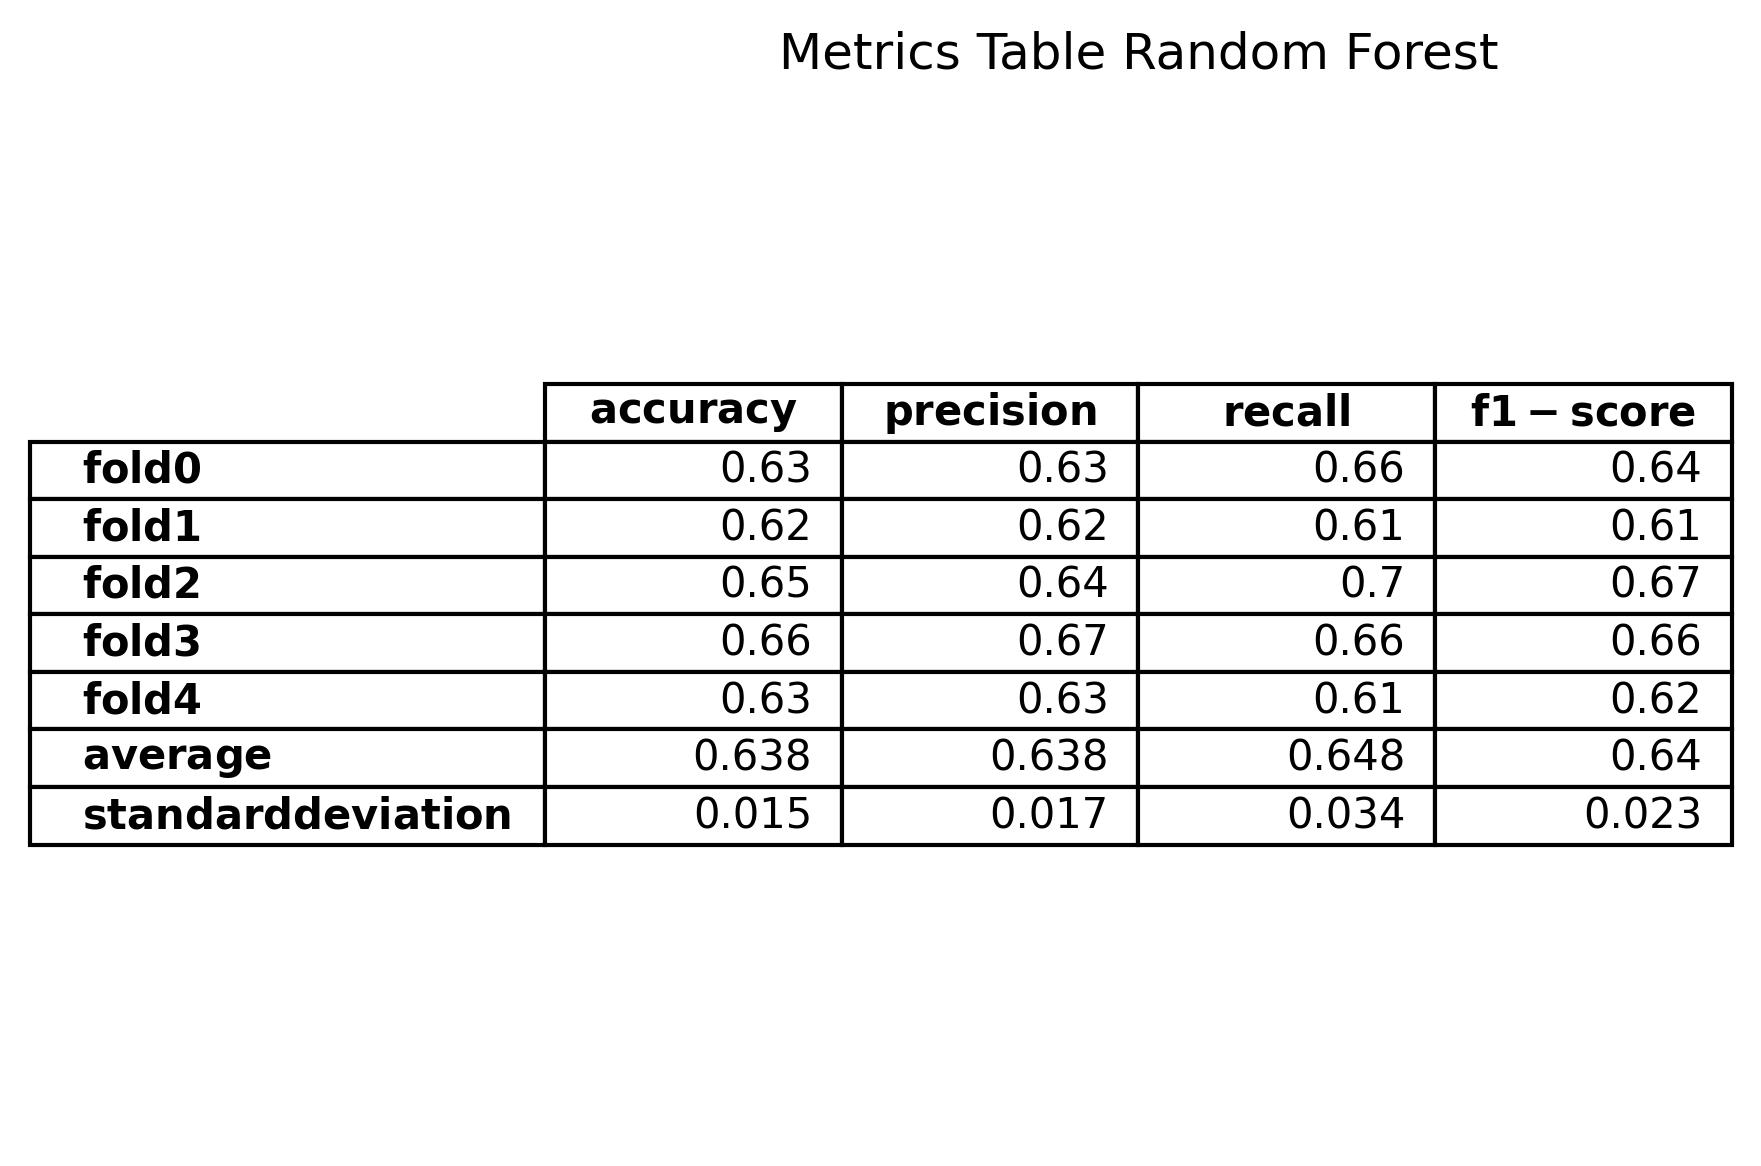 Metrics Table Random Forest
accuracy precision recall f1 − score
fold0 0.63 0.63 0.66 0.64
fold1 0.62 0.62 0.61 0.61
fold2 0.65 0.64 0.7 0.67
fold3 0.66 0.67 0.66 0.66
fold4 0.63 0.63 0.61 0.62
average 0.638 0.638 0.648 0.64
standarddeviation 0.015 0.017 0.034 0.023